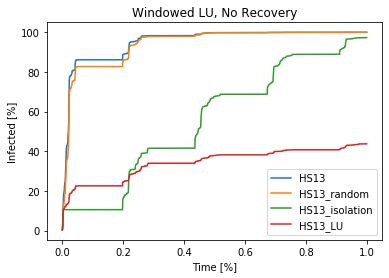 Windowed LU, No Recovery
Infected [%]
100
80
60
40
20
0
0.0 0.2 0.4 0.6 0.8 1.0
Time [%]
HS13
HS13_random
HS13_isolation
HS13_LU